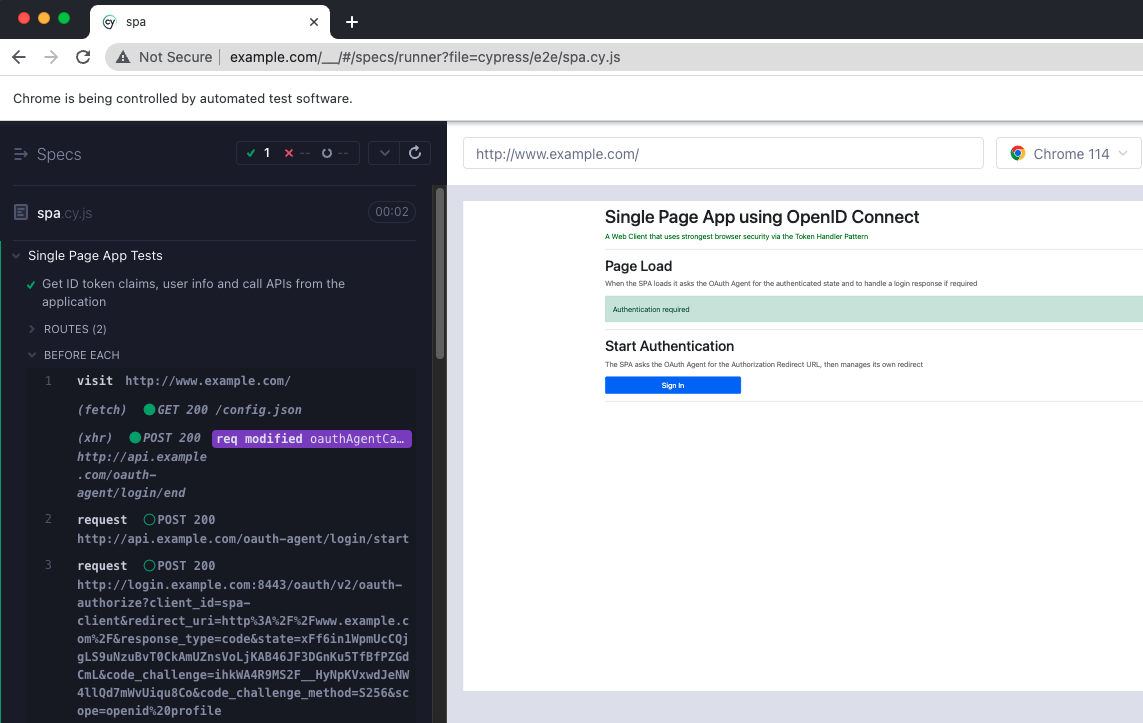 spa
Not Secure
example.com/__/#/specs/runner?file=cypress/e2e/spa.cy.js
Chrome is being controlled by automated test software.
Specs
1 -- --
spa.cy.js
00:02
Single Page App Tests
Get ID token claims, user info and call APIs from the
application
ROUTES (2)
BEFORE EACH
1 visit http://www.example.com/
(fetch) GET 200 /config.json
(xhr) POST 200 req modified oauthAgentCa…
http://api.example
.com/oauth-
agent/login/end
2 request POST 200
http://api.example.com/oauth-agent/login/start
3 request POST 200
http://login.example.com:8443/oauth/v2/oauth-
authorize?client_id=spa-
client&redirect_uri=http%3A%2F%2Fwww.example.c
om%2F&response_type=code&state=xFf6in1WpmUcCQj
gLS9uNzuBvT0CkAmUZnsVoLjKAB46JF3DGnKu5TfBfPZGd
CmL&code_challenge=ihkWA4R9MS2F__HyNpKVxwdJeNW
4llQd7mWvUiqu8Co&code_challenge_method=S256&sc
ope=openid%20profile
http://www.example.com/
Chrome 114
Single Page App using OpenID Connect
A Web Client that uses strongest browser security via the Token Handler Pattern
Page Load
When the SPA loads it asks the OAuth Agent for the authenticated state and to handle a login response if required
Authentication required
Start Authentication
The SPA asks the OAuth Agent for the Authorization Redirect URL, then manages its own redirect
Sign In